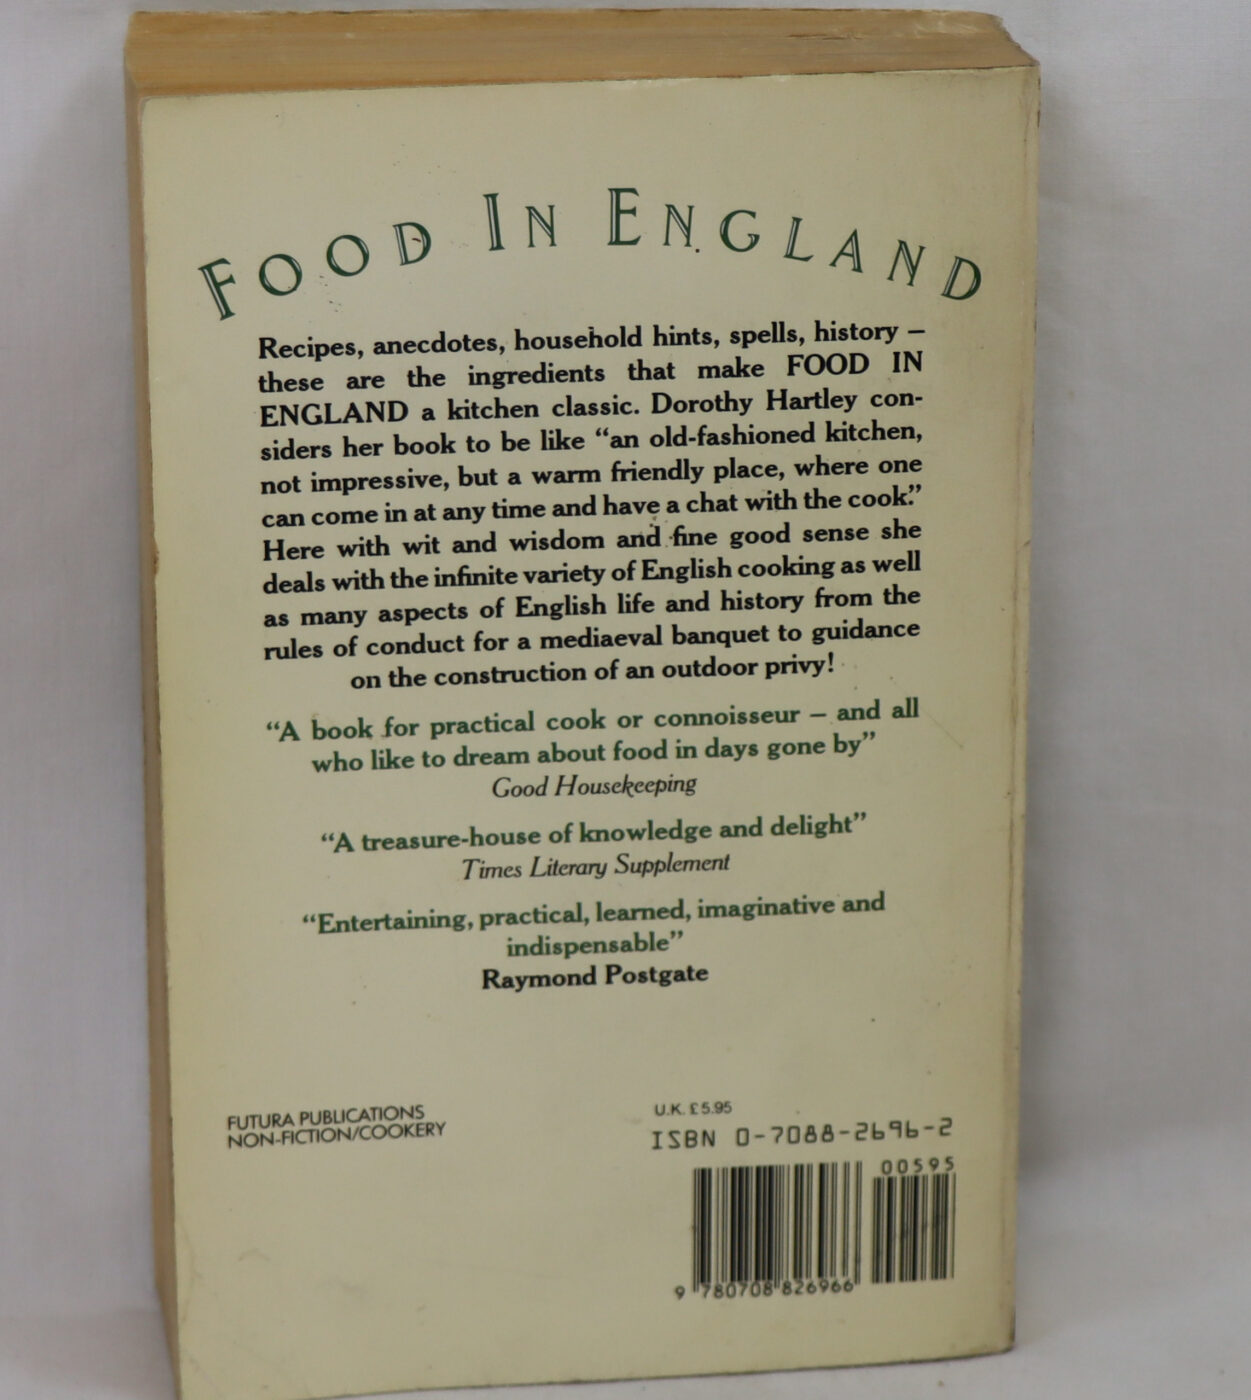 FOOD IN ENGLAND
Recipes, anecdotes, household hints, spells, history –
these are the ingredients that make FOOD IN
ENGLAND a kitchen classic. Dorothy Hartley con-
siders her book to be like “an old-fashioned kitchen,
not impressive, but a warm friendly place, where one
can come in at any time and have a chat with the cook.”
Here with wit and wisdom and fine good sense she
deals with the infinite variety of English cooking as well
as many aspects of English life and history from the
rules of conduct for a mediaeval banquet to guidance
on the construction of an outdoor privy!
“A book for practical cook or connoisseur – and all
who like to dream about food in days gone by”
Good Housekeeping
“A treasure-house of knowledge and delight”
Times Literary Supplement
“Entertaining, practical, learned, imaginative and
indispensable”
Raymond Postgate
FUTURA PUBLICATIONS
NON-FICTION/COOKERY
U.K. £5.95
ISBN 0-7088-2696-2
00595
9 780708 826966